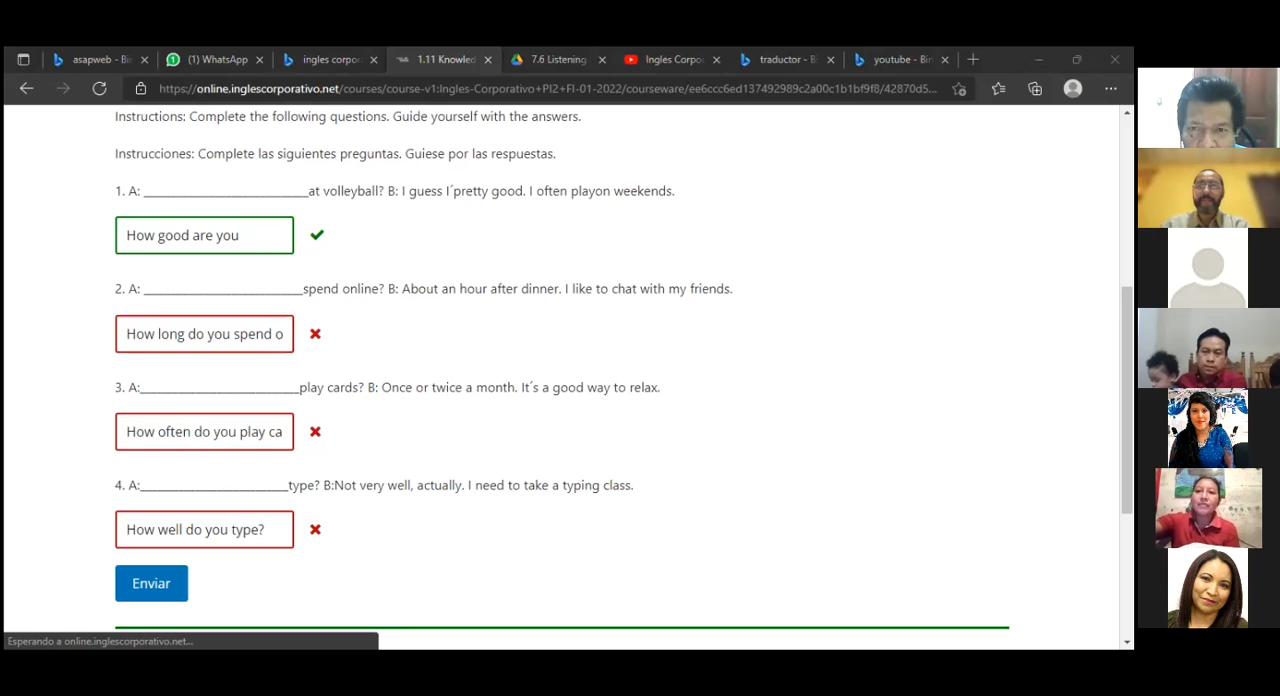 asapweb - Bi
(1) WhatsApp
ingles corpor
1.11 Knowled
7.6 Listening
Ingles Corpo
traductor - B
youtube - Bin
https://online.inglescorporativo.net/courses/course-v1:Ingles-Corporativo+PI2+FI-01-2022/courseware/ee6ccc6ed137492989c2a00c1b1bf9f8/42870d5...
Instructions: Complete the following questions. Guide yourself with the answers.
Instrucciones: Complete las siguientes preguntas. Guiese por las respuestas.
1. A: _________________________at volleyball? B: I guess I´pretty good. I often playon weekends.
How good are you
2. A: ________________________spend online? B: About an hour after dinner. I like to chat with my friends.
How long do you spend o
3. A:________________________play cards? B: Once or twice a month. It´s a good way to relax.
How often do you play ca
4. A:_______________________type? B:Not very well, actually. I need to take a typing class.
How well do you type?
Enviar
Esperando a online.inglescorporativo.net...